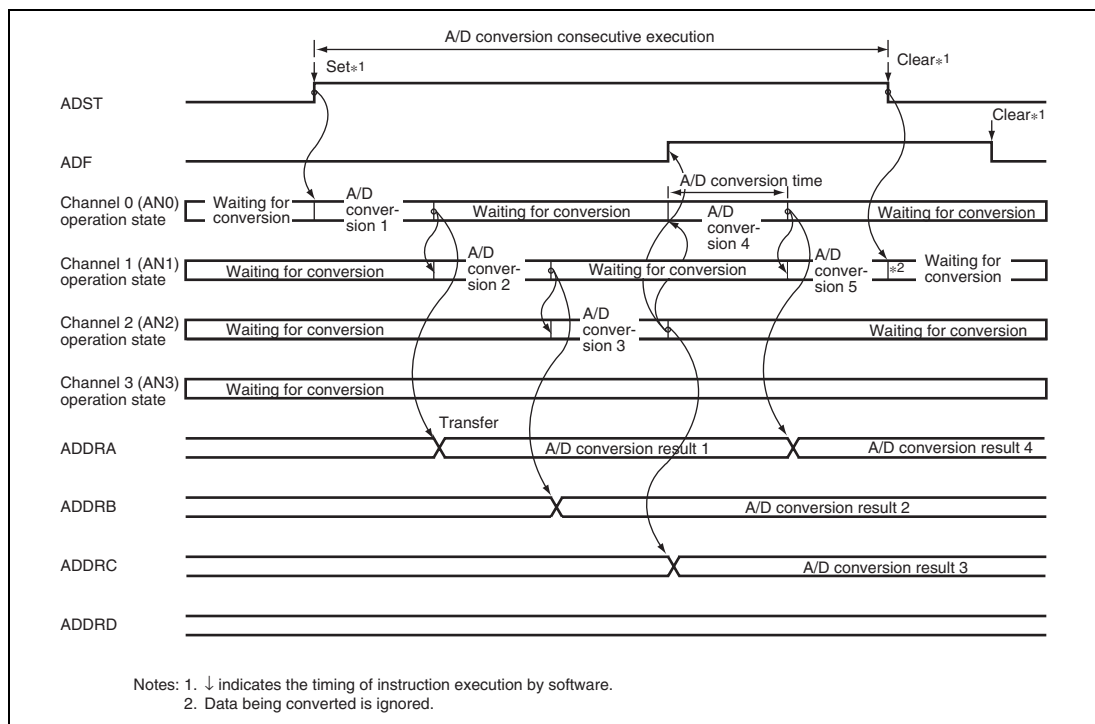 A/D conversion consecutive execution
Set*1
Clear*1
ADST
Clear*1
ADF
A/D conversion time
Channel 0 (AN0)
operation state
Waiting for
conversion
A/D
conver-
sion 1
Waiting for conversion
A/D
conver-
sion 4
Waiting for conversion
Channel 1 (AN1)
operation state
Waiting for conversion
A/D
conver-
sion 2
Waiting for conversion
A/D
conver-
sion 5
*2
Waiting for
conversion
Channel 2 (AN2)
operation state
Waiting for conversion
A/D
conver-
sion 3
Waiting for conversion
Channel 3 (AN3)
operation state
Waiting for conversion
Transfer
ADDRA
A/D conversion result 1
A/D conversion result 4
ADDRB
A/D conversion result 2
ADDRC
A/D conversion result 3
ADDRD
Notes: 1. ↓ indicates the timing of instruction execution by software.
2. Data being converted is ignored.